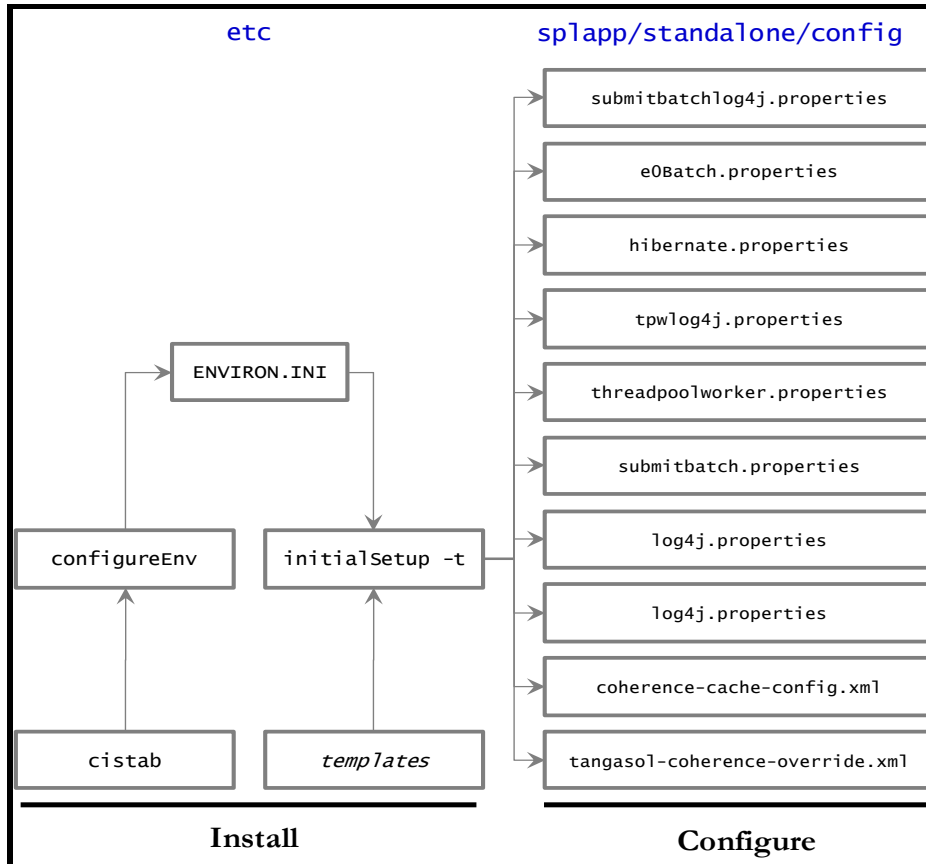 etc
splapp/standalone/config
submitbatchlog4j.properties
e0Batch.properties
hibernate.properties
tpwlog4j.properties
ENVIRON.INI
threadpoolworker.properties
submitbatch.properties
configureEnv
initialSetup –t
log4j.properties
log4j.properties
coherence-cache-config.xml
cistab
templates
tangasol-coherence-override.xml
Install
Configure